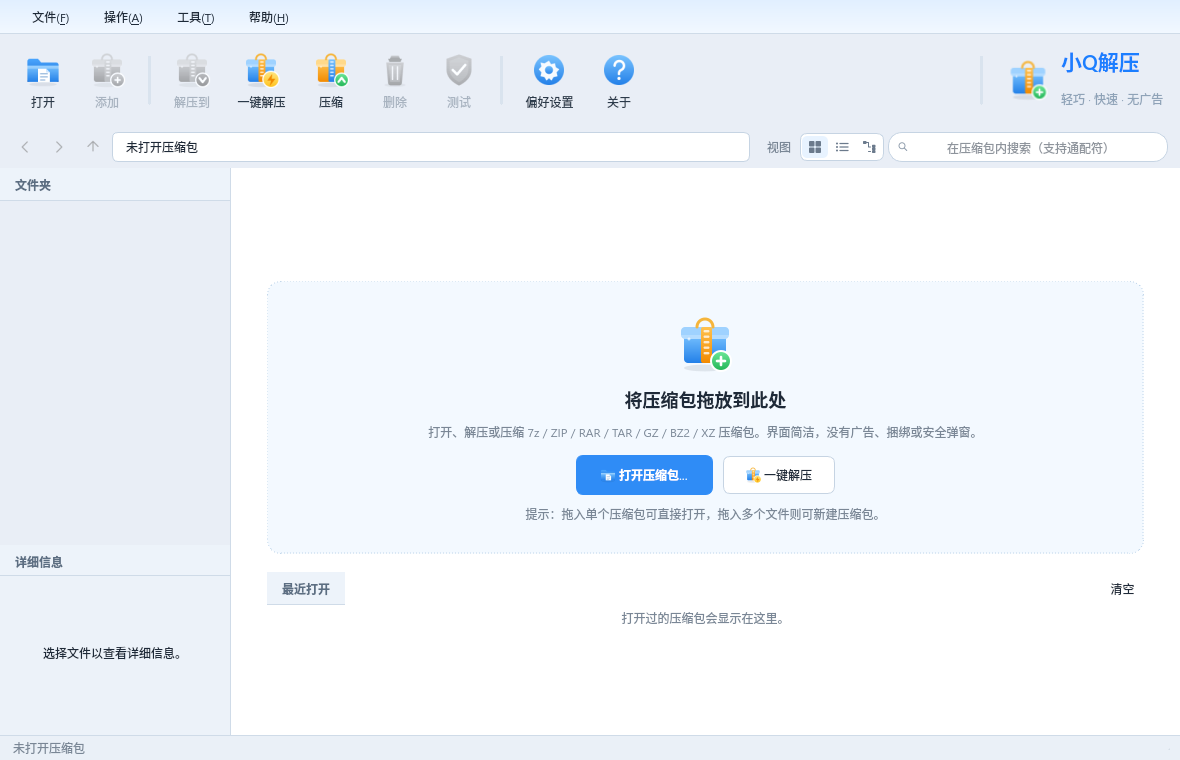 文件(F) 操作(A) 工具(T) 帮助(H)
打开 添加 解压到 一键解压 压缩 删除 测试 偏好设置 关于
小Q解压
轻巧 · 快速 · 无广告
未打开压缩包 视图 在压缩包内搜索（支持通配符）
文件夹
将压缩包拖放到此处
打开、解压或压缩 7z / ZIP / RAR / TAR / GZ / BZ2 / XZ 压缩包。界面简洁，没有广告、捆绑或安全弹窗。
打开压缩包... 一键解压
提示：拖入单个压缩包可直接打开，拖入多个文件则可新建压缩包。
详细信息
最近打开 清空
打开过的压缩包会显示在这里。
选择文件以查看详细信息。
未打开压缩包